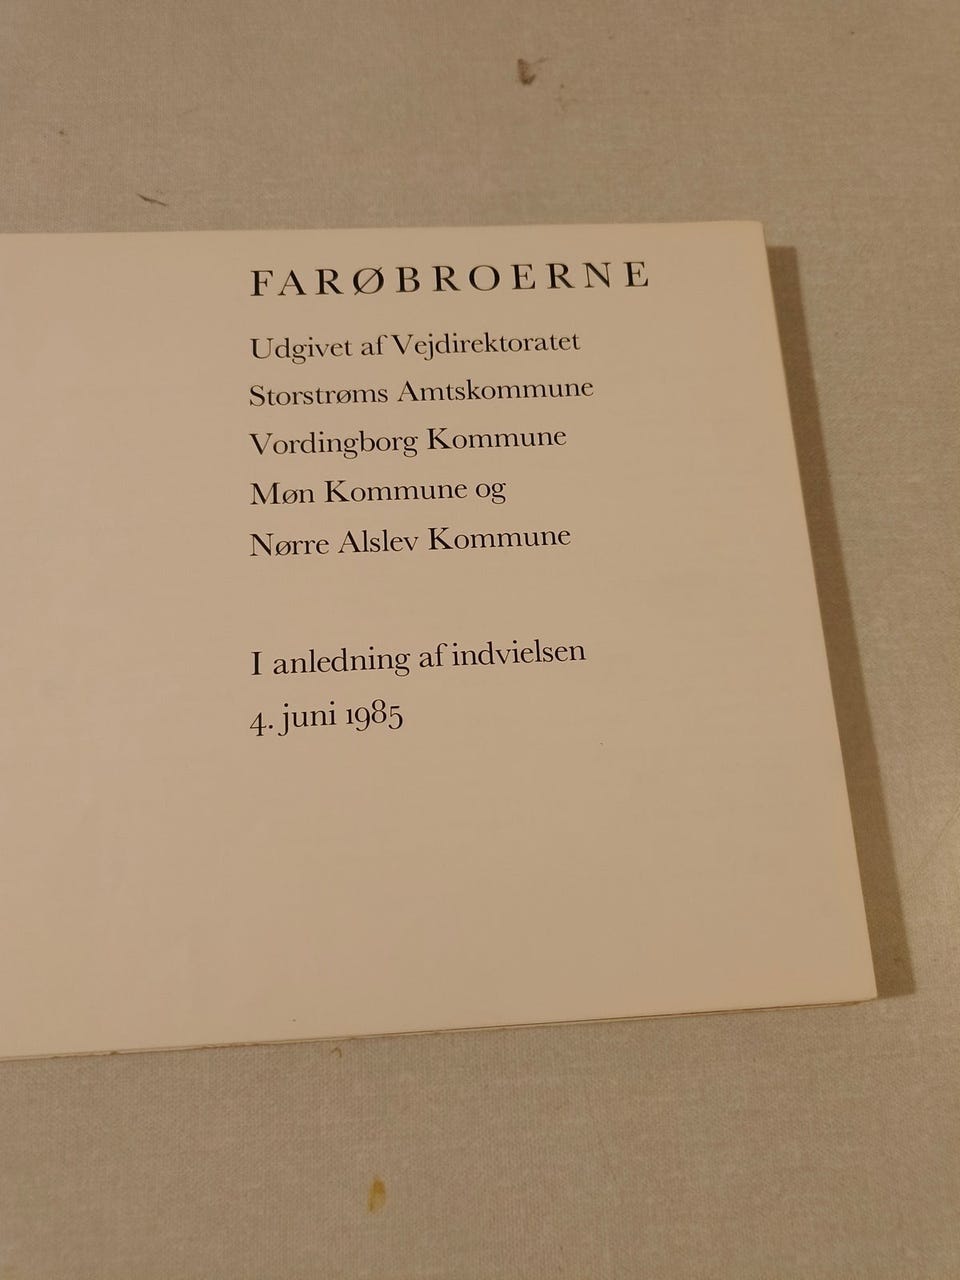 FARØBROERNE
Udgivet af Vejdirektoratet
Storstrøms Amtskommune
Vordingborg Kommune
Møn Kommune og
Nørre Alslev Kommune
I anledning af indvielsen
4. juni 1985